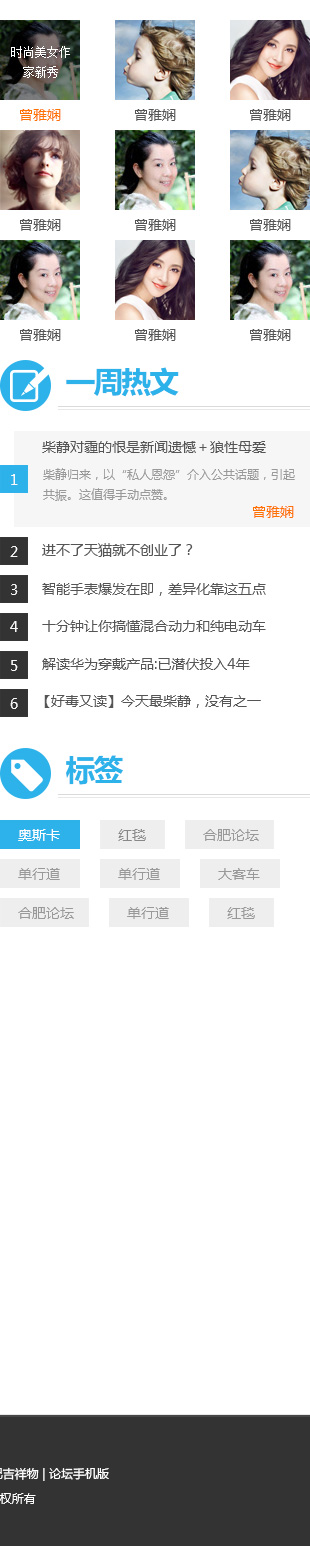 时尚美女作
家新秀
曾雅娴 曾雅娴 曾雅娴
曾雅娴 曾雅娴 曾雅娴
曾雅娴 曾雅娴 曾雅娴
一周热文
柴静对霾的恨是新闻遗憾＋狼性母爱
1 柴静归来，以“私人恩怨”介入公共话题，引起
共振。这值得手动点赞。
曾雅娴
2 进不了天猫就不创业了？
3 智能手表爆发在即，差异化靠这五点
4 十分钟让你搞懂混合动力和纯电动车
5 解读华为穿戴产品:已潜伏投入4年
6 【好毒又读】今天最柴静，没有之一
标签
奥斯卡 红毯 合肥论坛
单行道 单行道 大客车
合肥论坛 单行道 红毯
吉祥物 | 论坛手机版
权所有